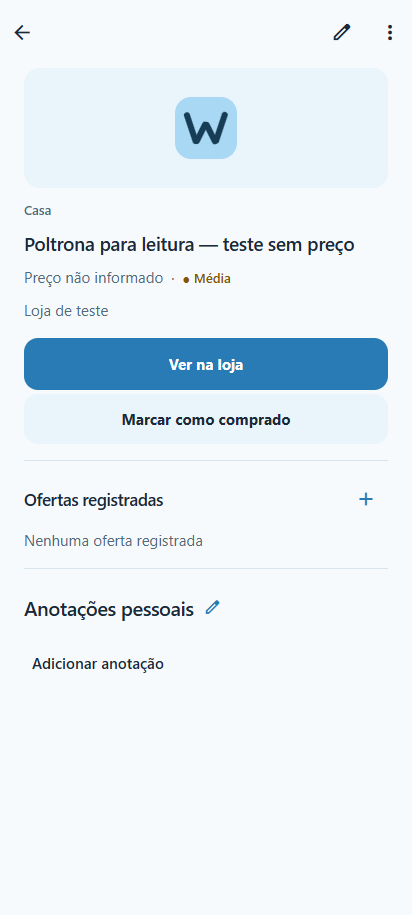 W
Casa
Poltrona para leitura — teste sem preço
Preço não informado · ● Média
Loja de teste
Ver na loja
Marcar como comprado
Ofertas registradas +
Nenhuma oferta registrada
Anotações pessoais
Adicionar anotação